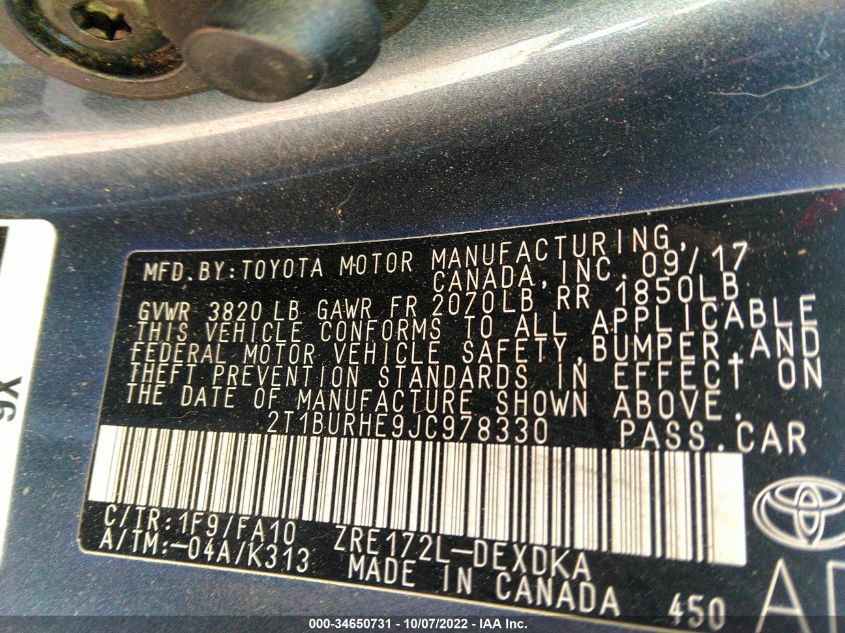 MFD.BY:TOYOTA MOTOR MANUFACTURING,
CANADA, INC. 09/17
GVWR 3820 LB GAWR FR 2070LB RR 1850LB
THIS VEHICLE CONFORMS TO ALL APPLICABLE
FEDERAL MOTOR VEHICLE SAFETY,BUMPER,AND
THEFT PREVENTION STANDARDS IN EFFECT ON
THE DATE OF MANUFACTURE SHOWN ABOVE.
2T1BURHE9JC978330 PASS.CAR
C/TR:1F9/FA10 ZRE172L-DEXDKA
A/TM:-04A/K313 MADE IN CANADA 450
000-34650731 - 10/07/2022 - IAA Inc.